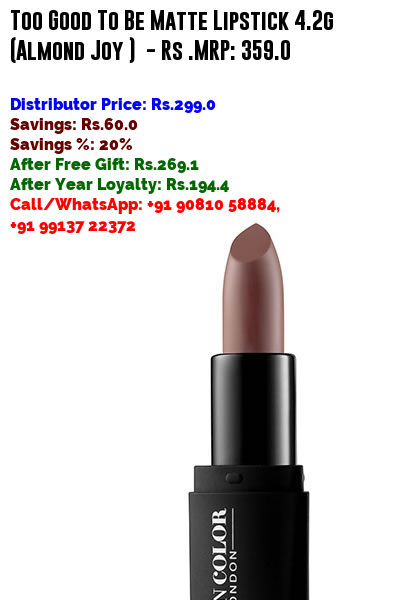 Too Good To Be Matte Lipstick 4.2g
(Almond Joy ) - Rs .MRP: 359.0
Distributor Price: Rs.299.0
Savings: Rs.60.0
Savings %: 20%
After Free Gift: Rs.269.1
After Year Loyalty: Rs.194.4
Call/WhatsApp: +91 90810 58884,
+91 99137 22372
N COLOR
ONDON